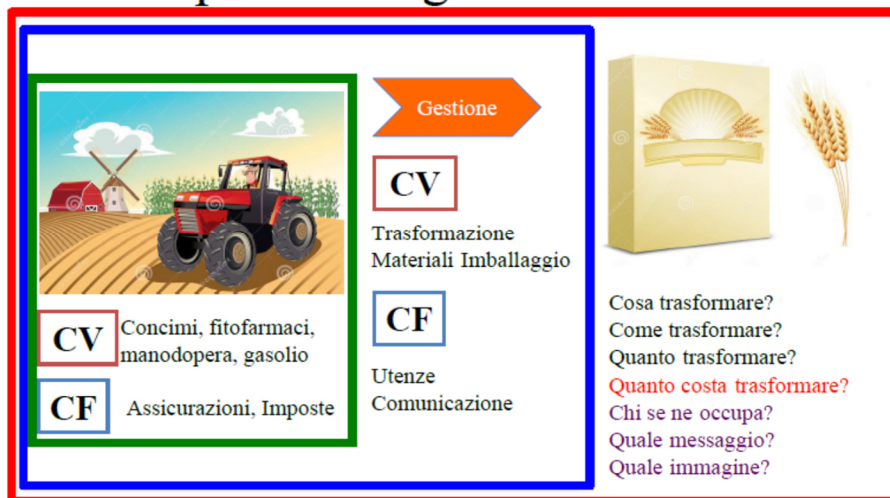 Gestione
CV
Trasformazione
Materiali Imballaggio
CF
Utenze
Comunicazione
CV
Concimi, fitofarmaci,
manodopera, gasolio
CF
Assicurazioni, Imposte
Cosa trasformare?
Come trasformare?
Quanto trasformare?
Quanto costa trasformare?
Chi se ne occupa?
Quale messaggio?
Quale immagine?